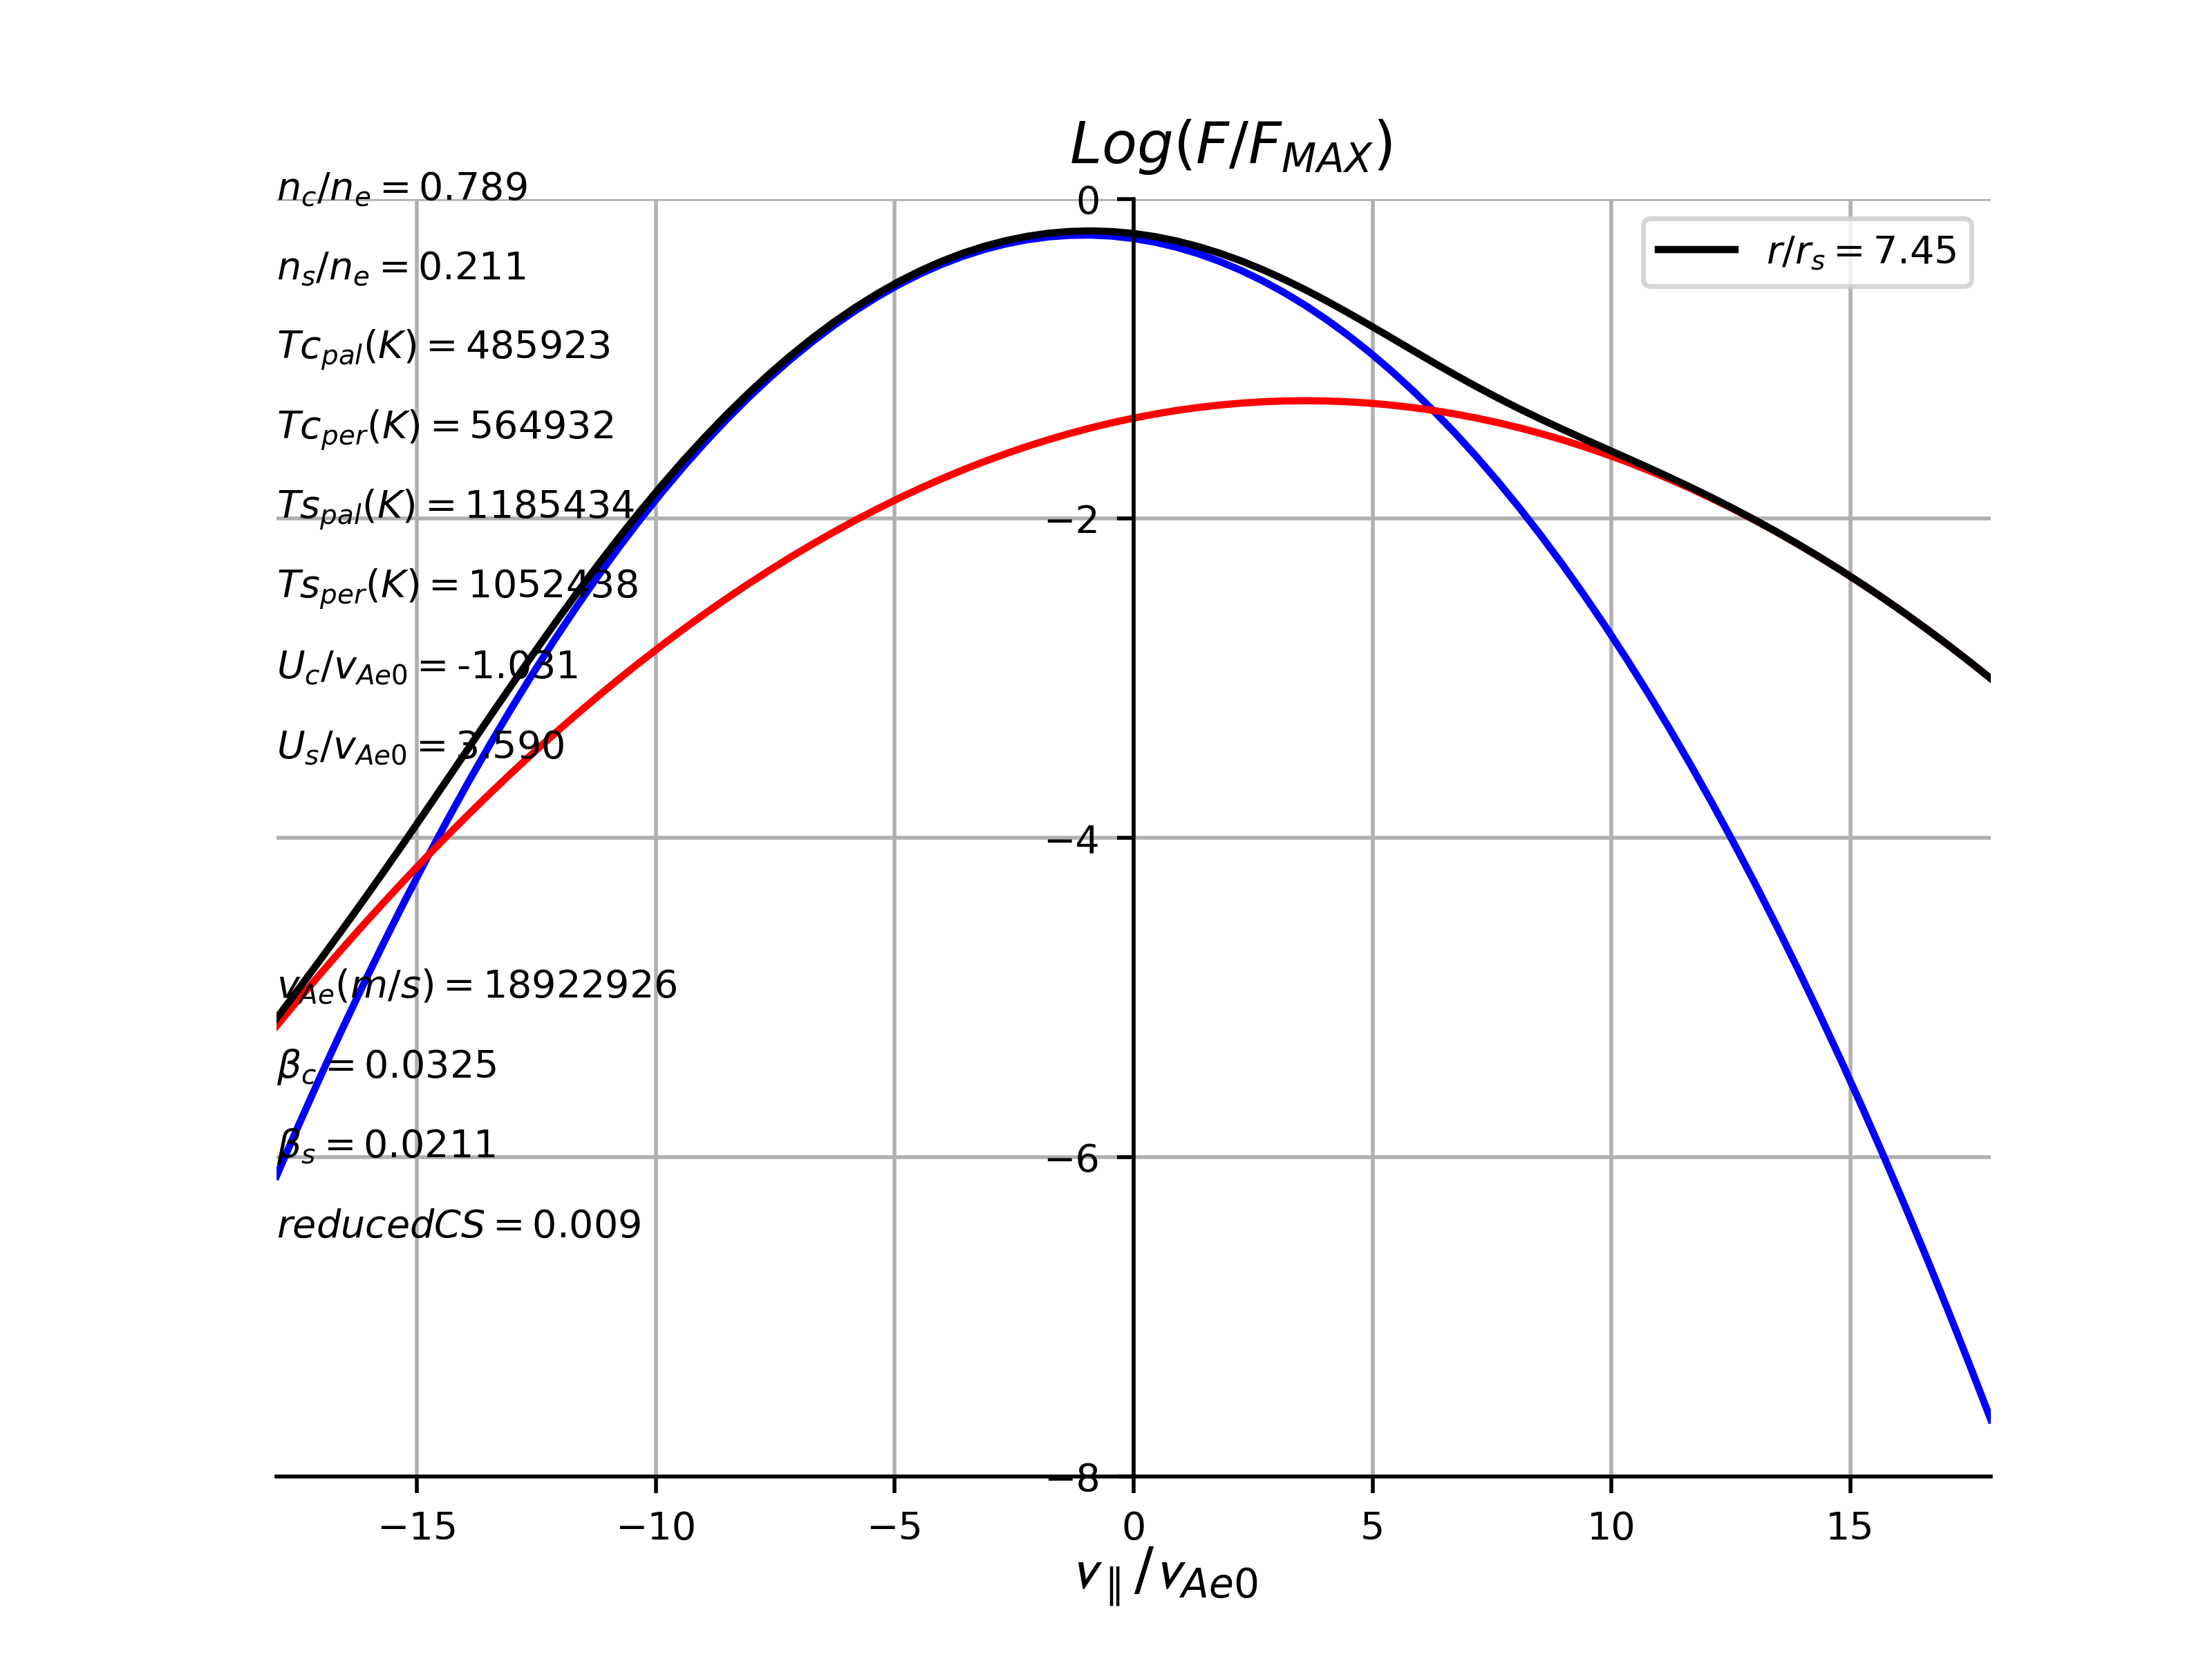 Log(F/F_MAX)
n_c/n_e = 0.789
n_s/n_e = 0.211
Tc_pal(K) = 485923
Tc_per(K) = 564932
Ts_pal(K) = 1185434
Ts_per(K) = 1052438
U_c/v_Ae0 = -1.031
U_s/v_Ae0 = 3.590
v_Ae(m/s) = 18922926
β_c = 0.0325
β_s = 0.0211
reducedCS = 0.009
r/r_s = 7.45
0
−2
−4
−6
−8
−15 −10 −5 0 5 10 15
v_∥/v_Ae0